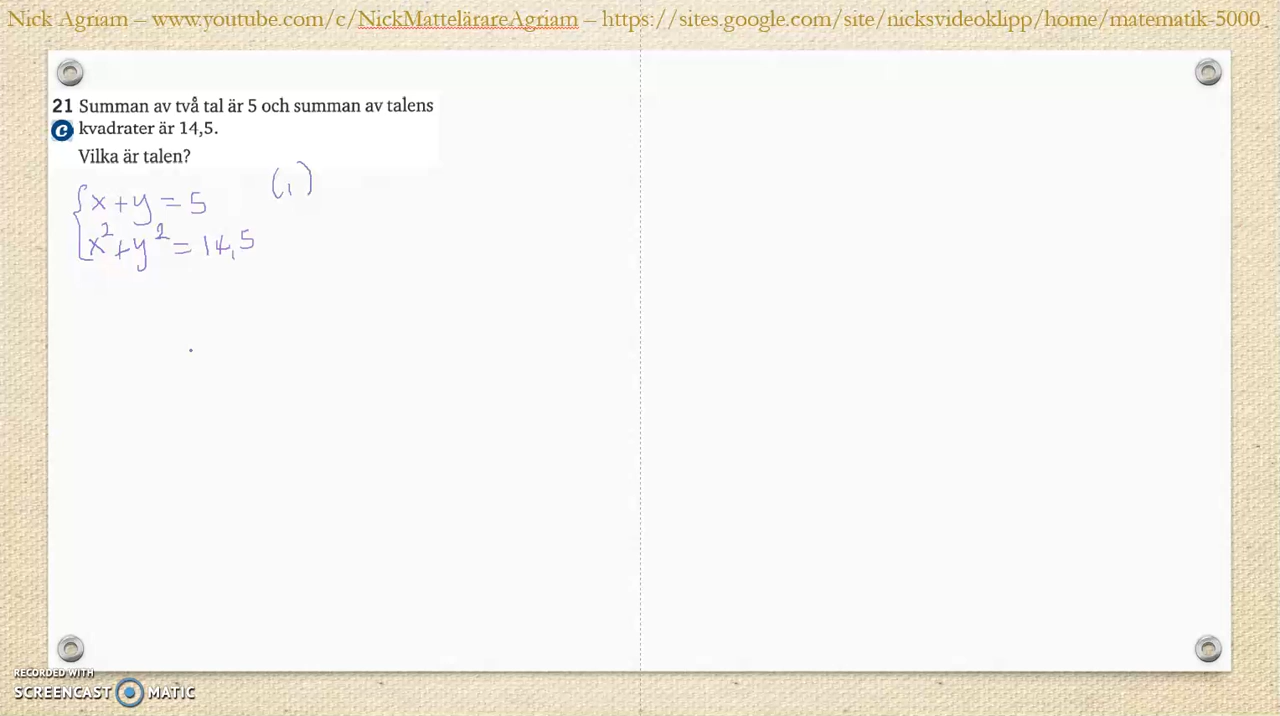 Nick Agriam – www.youtube.com/c/NickMattelärareAgriam – https://sites.google.com/site/nicksvideoklipp/home/matematik-5000
21 Summan av två tal är 5 och summan av talens
C kvadrater är 14,5.
Vilka är talen?
x + y = 5 (1)
x² + y² = 14,5
RECORDED WITH
SCREENCAST MATIC